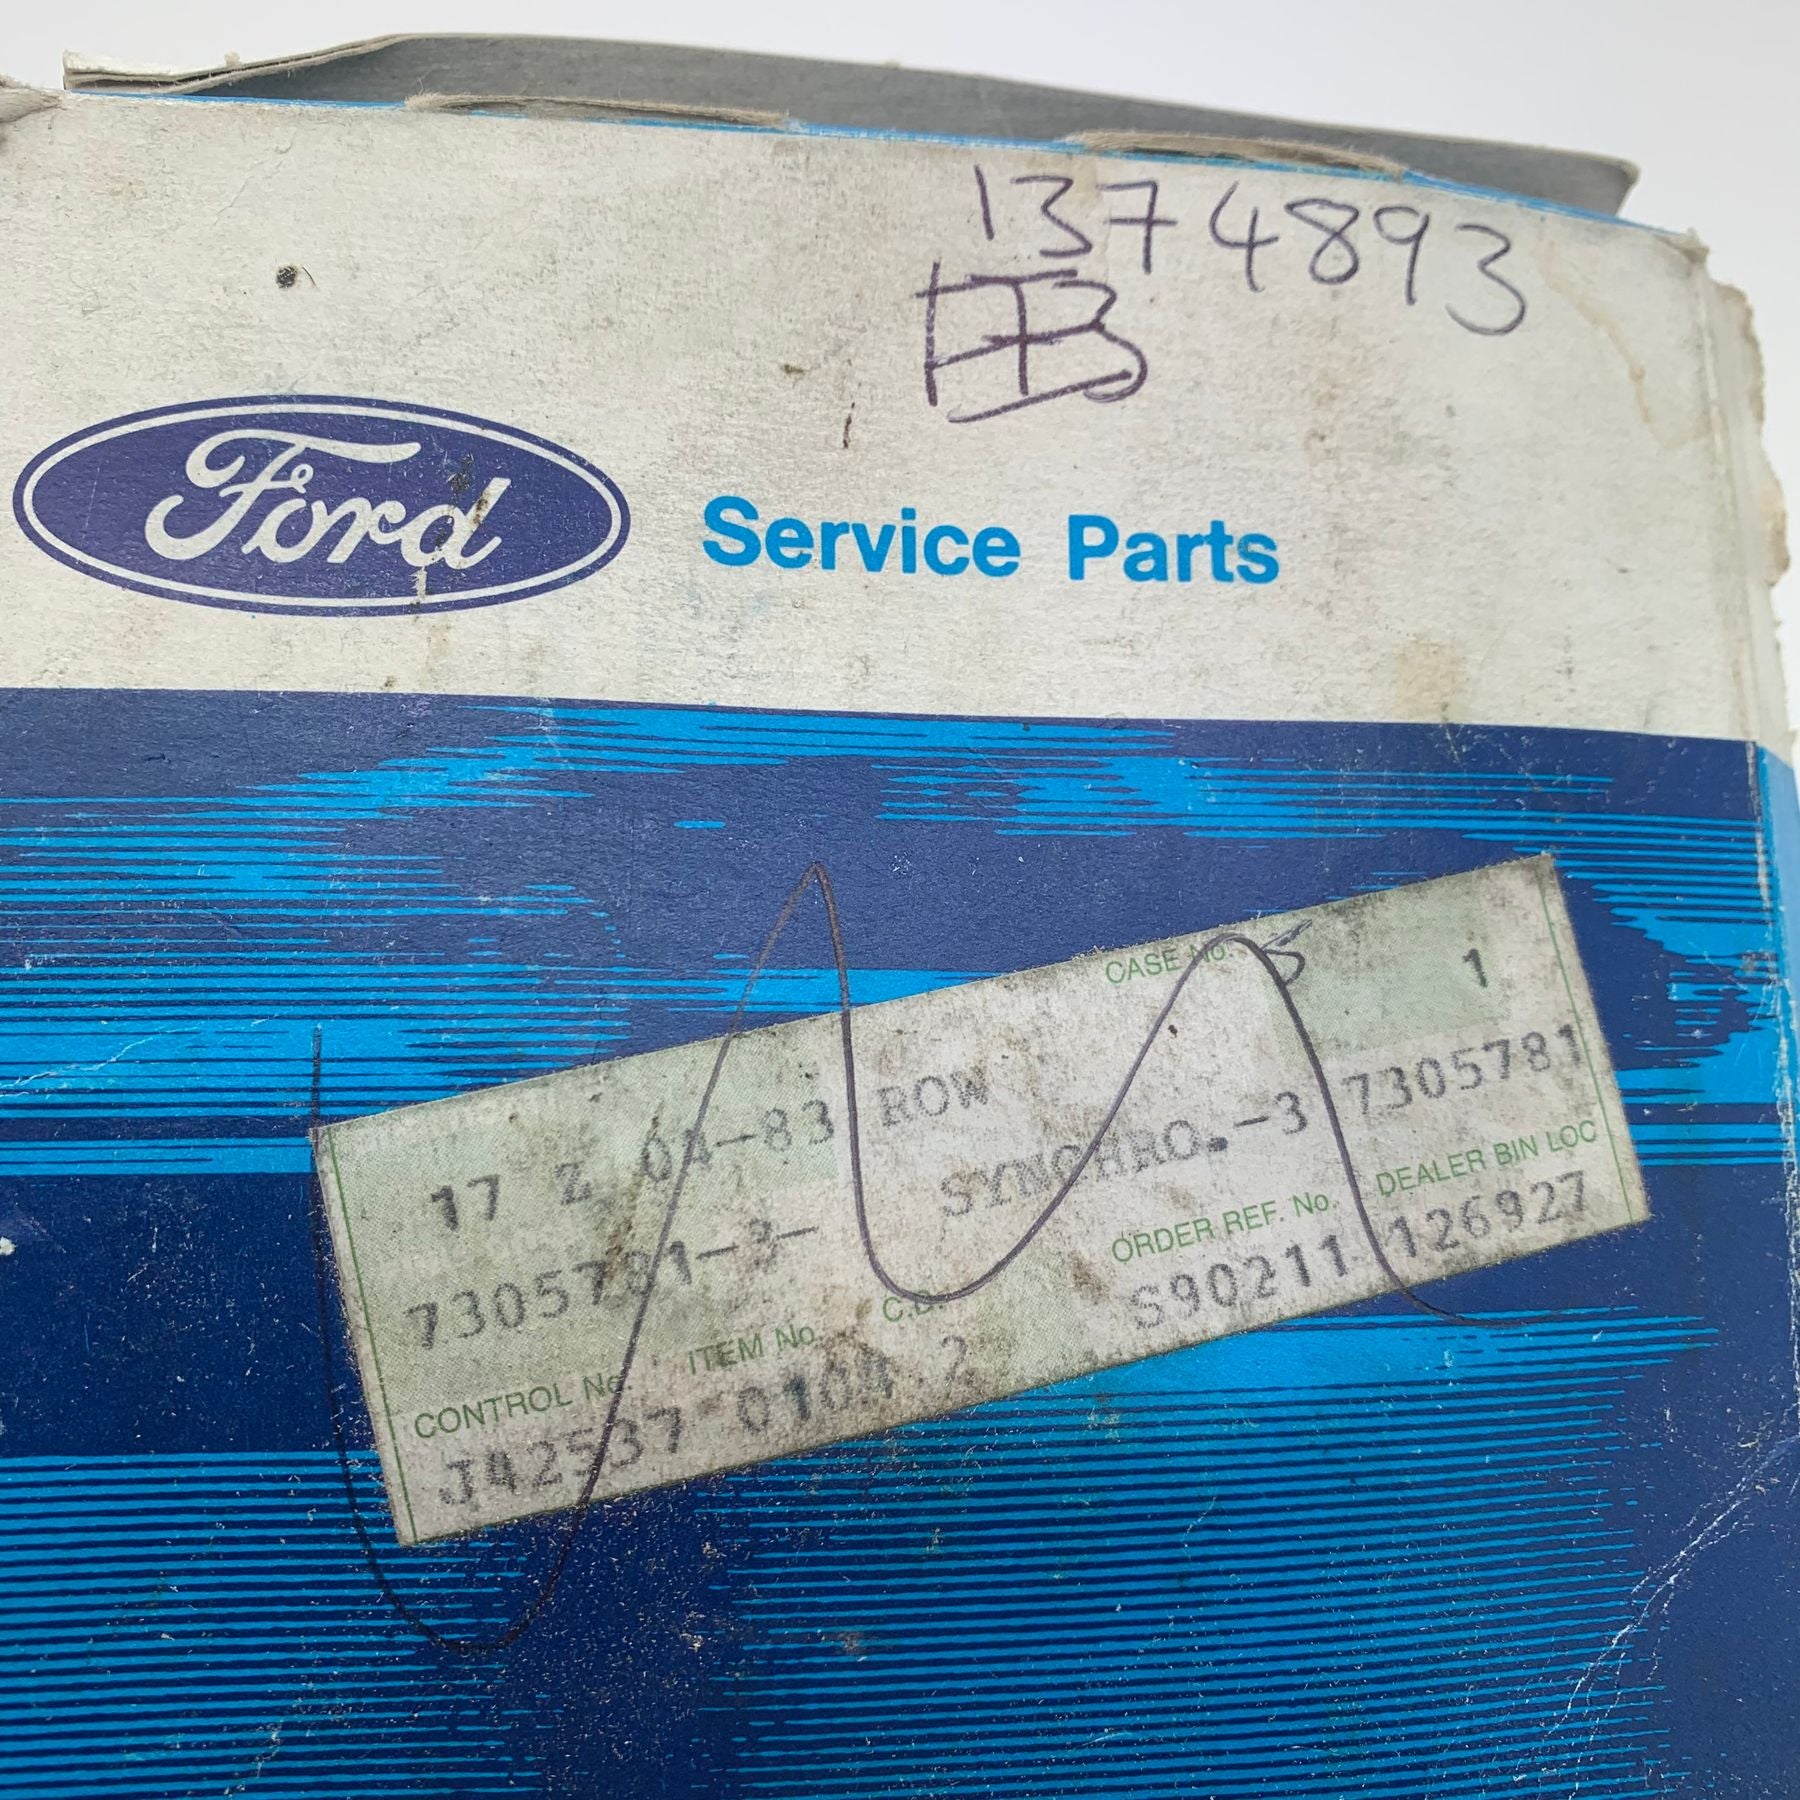 1374893
Ford
Service Parts
CASE No. 5 1
17 Z 04-83 ROW
7305781-3- SYNCHRO.-3 7305781
CONTROL No. ITEM No. C.D. ORDER REF. No. DEALER BIN LOC
J42537 0104 2 S90211 126927